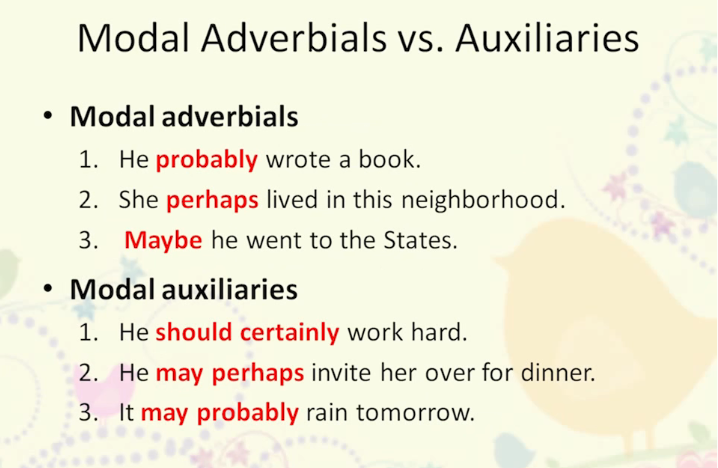 Modal Adverbials vs. Auxiliaries
• Modal adverbials
1. He probably wrote a book.
2. She perhaps lived in this neighborhood.
3. Maybe he went to the States.
• Modal auxiliaries
1. He should certainly work hard.
2. He may perhaps invite her over for dinner.
3. It may probably rain tomorrow.